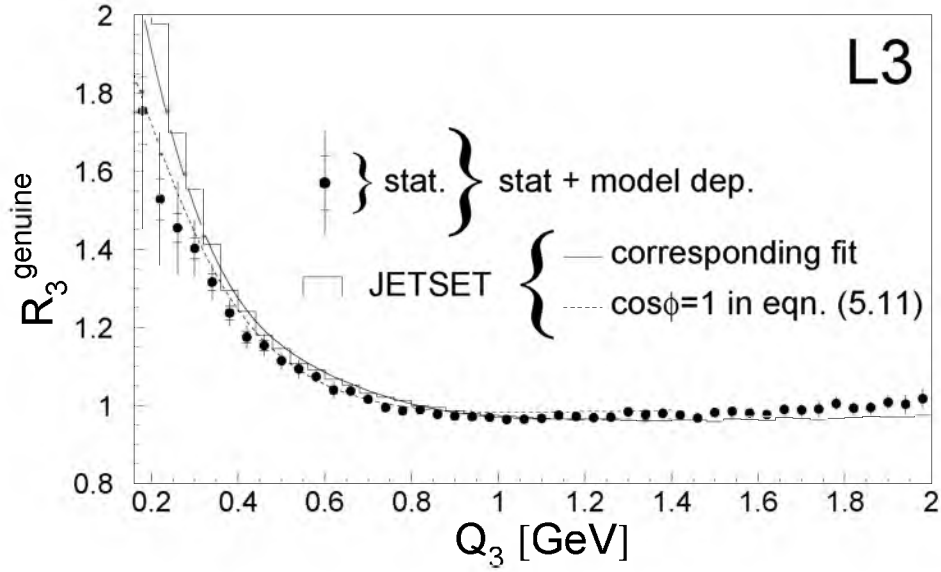 2
L3
1.8
stat.
stat + model dep.
1.6
R₃ genuine
1.4
corresponding fit
JETSET
cosϕ=1 in eqn. (5.11)
1.2
1
0.8
0.2 0.4 0.6 0.8 1 1.2 1.4 1.6 1.8 2
Q₃ [GeV]